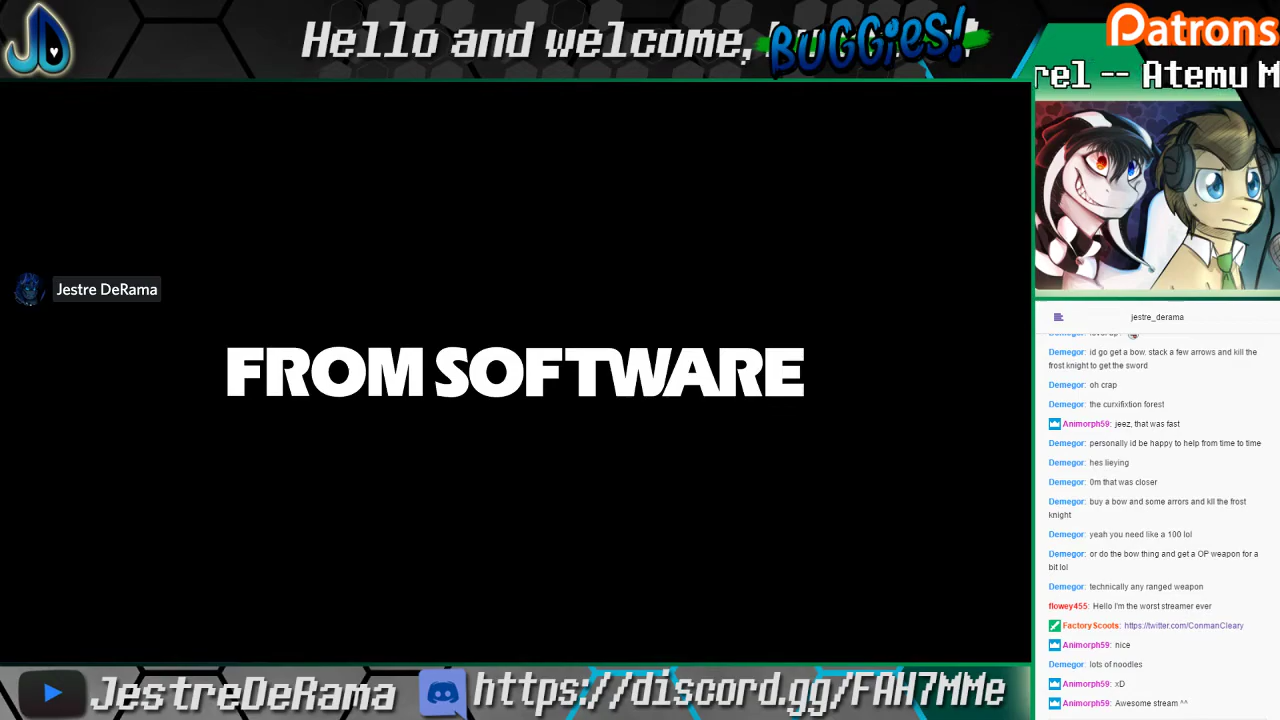 Hello and welcome,
BUGGIES!
Patrons
rel -- Atemu M
JD
Jestre DeRama
FROM SOFTWARE
jestre_derama
Demegor: id go get a bow. stack a few arrows and kill the
frost knight to get the sword
Demegor: oh crap
Demegor: the curxifixtion forest
Animorph59: jeez, that was fast
Demegor: personally id be happy to help from time to time
Demegor: hes lieying
Demegor: 0m that was closer
Demegor: buy a bow and some arrors and kll the frost
knight
Demegor: yeah you need like a 100 lol
Demegor: or do the bow thing and get a OP weapon for a
bit lol
Demegor: technically any ranged weapon
flowey455: Hello I'm the worst streamer ever
FactoryScoots: https://twitter.com/ConmanCleary
Animorph59: nice
Demegor: lots of noodles
Animorph59: xD
Animorph59: Awesome stream ^^
JestreDeRama
https://discord.gg/FAH7MMe